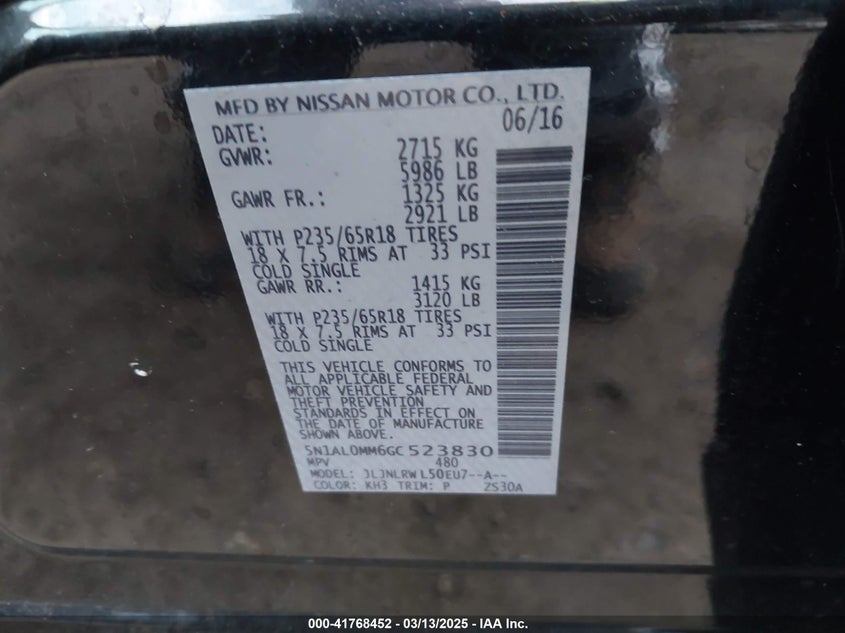 MFD BY NISSAN MOTOR CO., LTD.
DATE: 06/16
GVWR: 2715 KG
5986 LB
GAWR FR.: 1325 KG
2921 LB
WITH P235/65R18 TIRES
18 X 7.5 RIMS AT 33 PSI
COLD SINGLE
GAWR RR.: 1415 KG
3120 LB
WITH P235/65R18 TIRES
18 X 7.5 RIMS AT 33 PSI
COLD SINGLE
THIS VEHICLE CONFORMS TO
ALL APPLICABLE FEDERAL
MOTOR VEHICLE SAFETY AND
THEFT PREVENTION
STANDARDS IN EFFECT ON
THE DATE OF MANUFACTURE
SHOWN ABOVE.
5N1AL0MM6GC523830
MPV 480
MODEL: JLJNLRWL50EU7--A--
COLOR: KH3 TRIM: P ZS30A
000-41768452 - 03/13/2025 - IAA Inc.